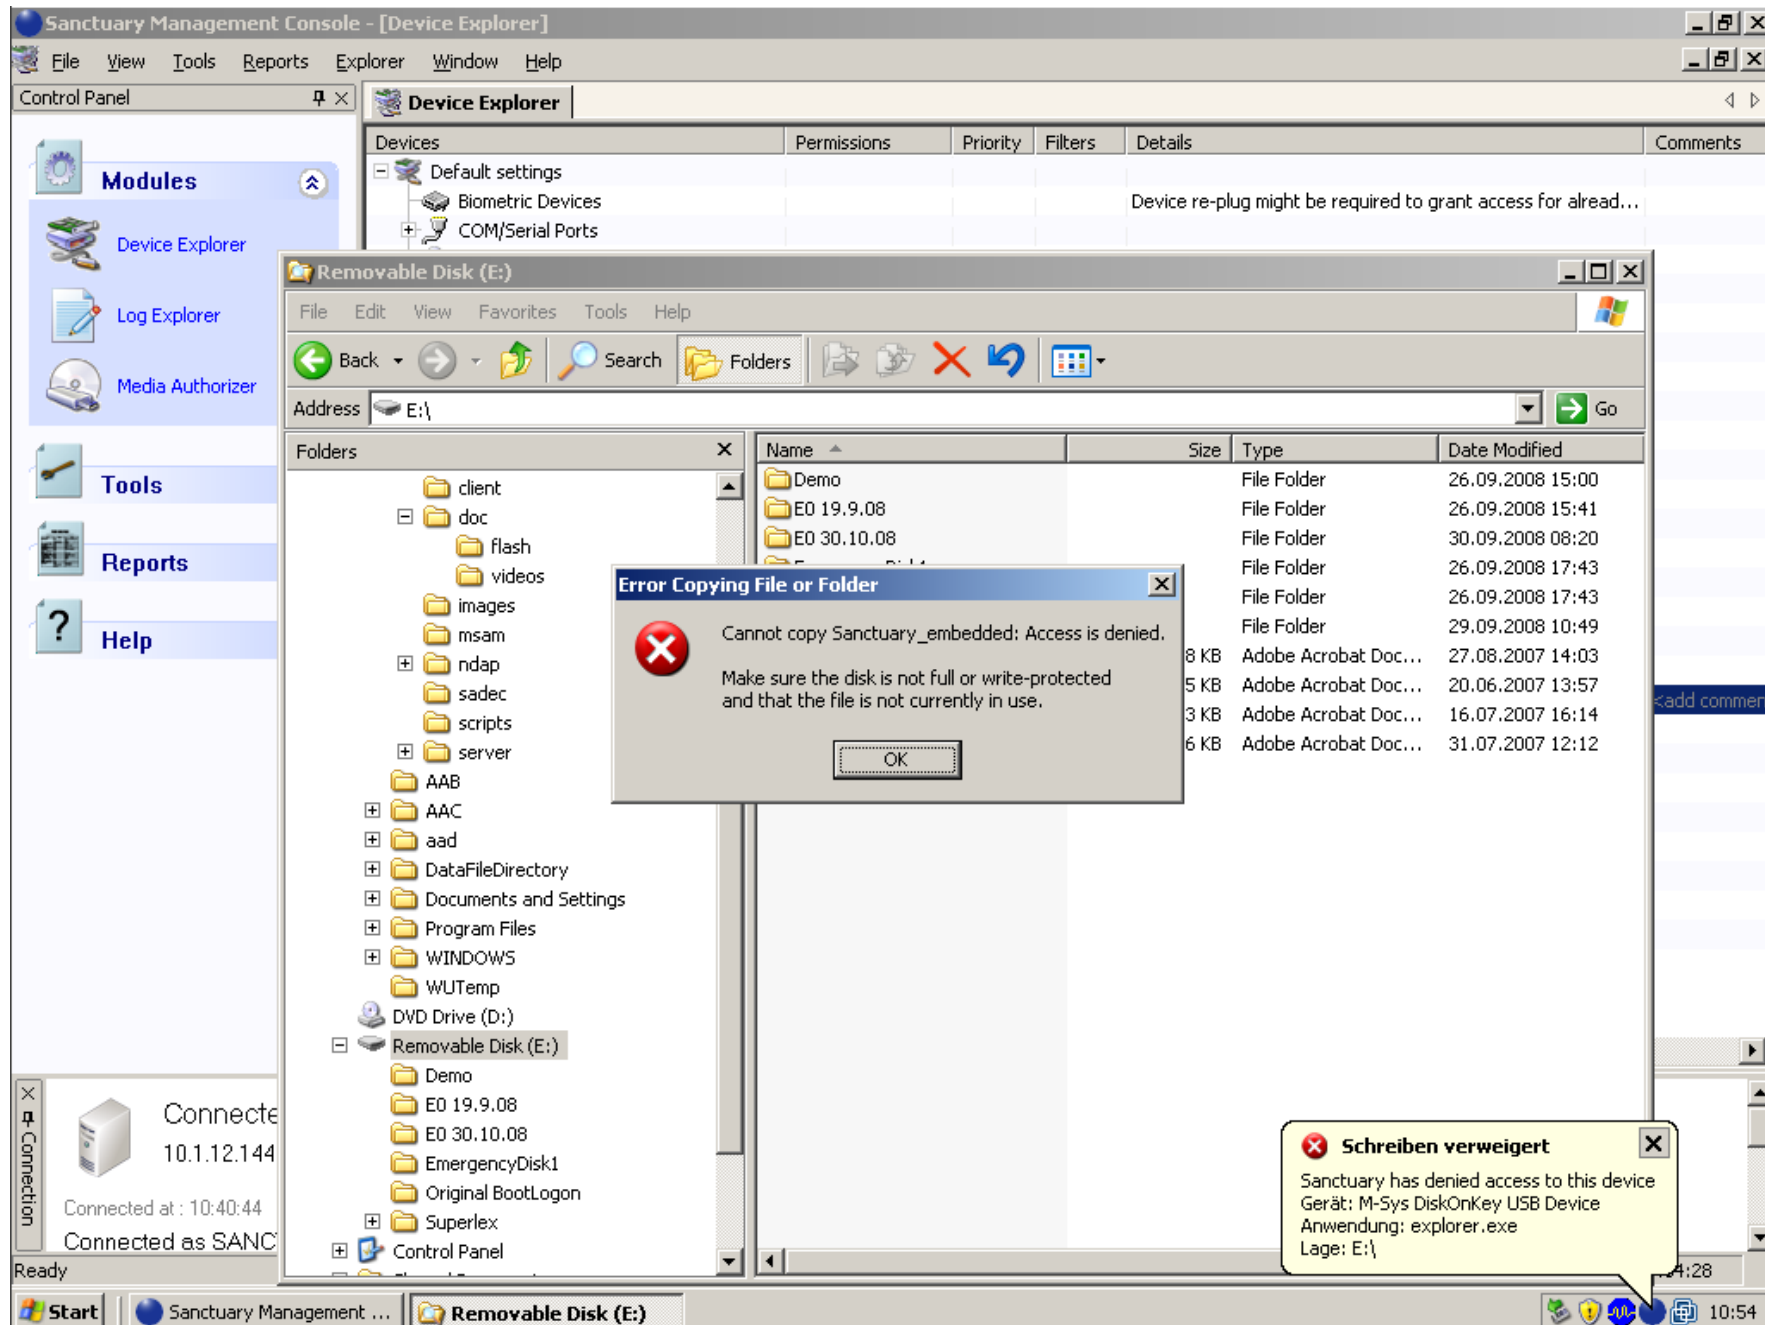 Sanctuary Management Console - [Device Explorer]
File View Tools Reports Explorer Window Help
Control Panel
Device Explorer
Devices Permissions Priority Filters Details Comments
Default settings
Biometric Devices Device re-plug might be required to grant access for alread...
COM/Serial Ports
Modules
Device Explorer
Log Explorer
Media Authorizer
Tools
Reports
Help
Removable Disk (E:)
File Edit View Favorites Tools Help
Back Search Folders
Address E:\ Go
Folders
client
doc
flash
videos
images
msam
ndap
sadec
scripts
server
AAB
AAC
aad
DataFileDirectory
Documents and Settings
Program Files
WINDOWS
WUTemp
DVD Drive (D:)
Removable Disk (E:)
Demo
E0 19.9.08
E0 30.10.08
EmergencyDisk1
Original BootLogon
Superlex
Control Panel
Name Size Type Date Modified
Demo File Folder 26.09.2008 15:00
E0 19.9.08 File Folder 26.09.2008 15:41
E0 30.10.08 File Folder 30.09.2008 08:20
File Folder 26.09.2008 17:43
File Folder 26.09.2008 17:43
File Folder 29.09.2008 10:49
8 KB Adobe Acrobat Doc... 27.08.2007 14:03
5 KB Adobe Acrobat Doc... 20.06.2007 13:57
3 KB Adobe Acrobat Doc... 16.07.2007 16:14
6 KB Adobe Acrobat Doc... 31.07.2007 12:12
<add commen
Error Copying File or Folder
Cannot copy Sanctuary_embedded: Access is denied.
Make sure the disk is not full or write-protected
and that the file is not currently in use.
OK
Connection
Connecte
10.1.12.144
Connected at : 10:40:44
Connected as SANC
Ready
Schreiben verweigert
Sanctuary has denied access to this device
Gerät: M-Sys DiskOnKey USB Device
Anwendung: explorer.exe
Lage: E:\
4:28
Start Sanctuary Management ... Removable Disk (E:) 10:54